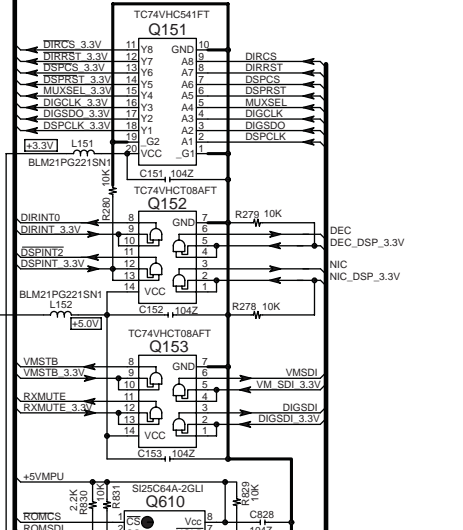 TC74VHC541FT
Q151
DIRCS_3.3V 11 Y8 GND 10
DIRRST_3.3V 12 Y7 A8 9 DIRCS
DSPCS_3.3V 13 Y6 A7 8 DIRRST
DSPRST_3.3V 14 Y5 A6 7 DSPCS
MUXSEL_3.3V 15 Y4 A5 6 DSPRST
DIGCLK_3.3V 16 Y3 A4 5 MUXSEL
DIGSDO_3.3V 17 Y2 A3 4 DIGCLK
DSPCLK_3.3V 18 Y1 A2 3 DIGSDO
19 _G2 A1 2 DSPCLK
+3.3V L151 20 VCC _G1 1
BLM21PG221SN1
C151 104Z
R280 10K
TC74VHCT08AFT
Q152
DIRINT0 8 GND 7 R279 10K
DIRINT_3.3V 9 6 DEC
10 5 DEC_DSP_3.3V
DSPINT2 11 4
DSPINT_3.3V 12 3 NIC
13 2 NIC_DSP_3.3V
14 VCC 1
BLM21PG221SN1
L152
C152 104Z R278 10K
+5.0V
TC74VHCT08AFT
Q153
VMSTB 8 GND 7
VMSTB_3.3V 9 6 VMSDI
10 5 VM_SDI_3.3V
RXMUTE 11 4
RXMUTE_3.3V 12 3 DIGSDI
13 2 DIGSDI_3.3V
14 VCC 1
C153 104Z
+5VMPU
2.2K R830 10K R831
SI25C64A-2GLI
Q610
R829 10K
ROMCS 1 CS Vcc 8 C828
ROMSDI 2 7 104Z